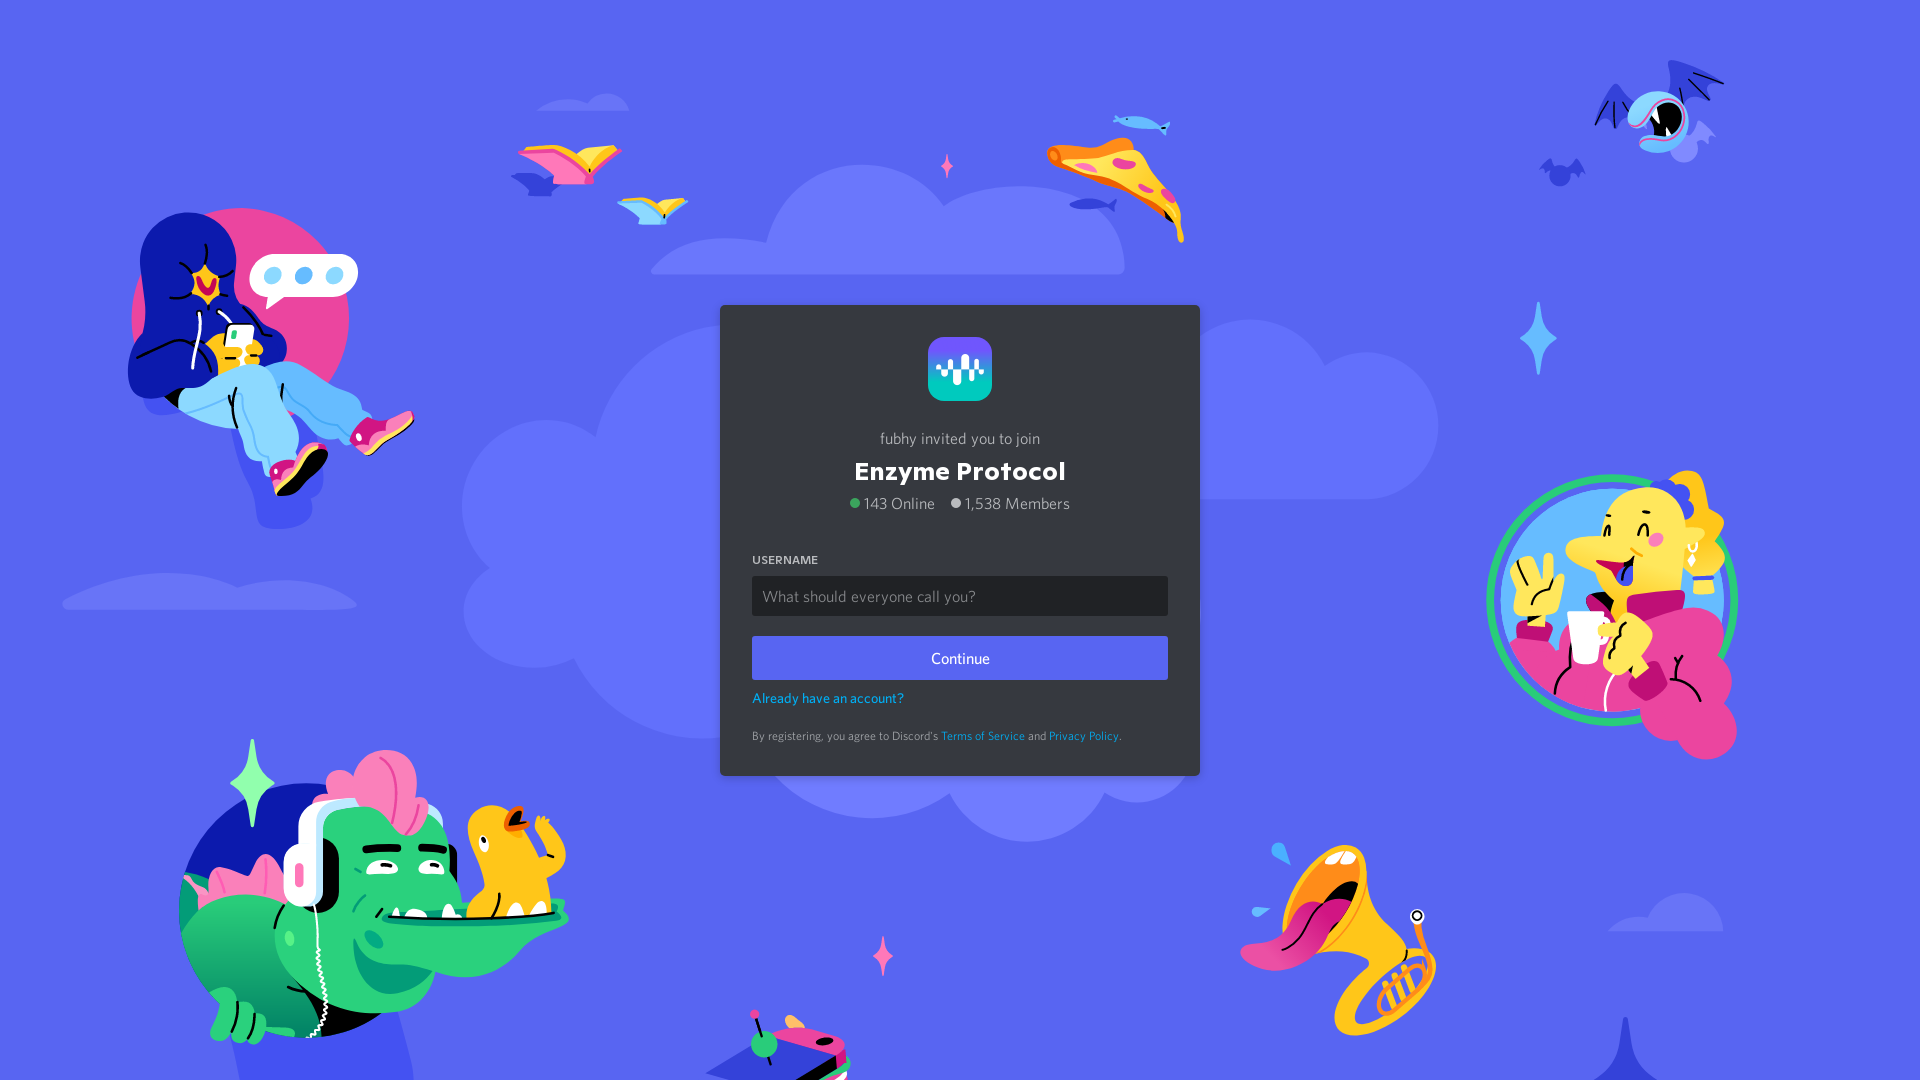 fubhy invited you to join
Enzyme Protocol
143 Online 1,538 Members
USERNAME
What should everyone call you?
Continue
Already have an account?
By registering, you agree to Discord's Terms of Service and Privacy Policy.